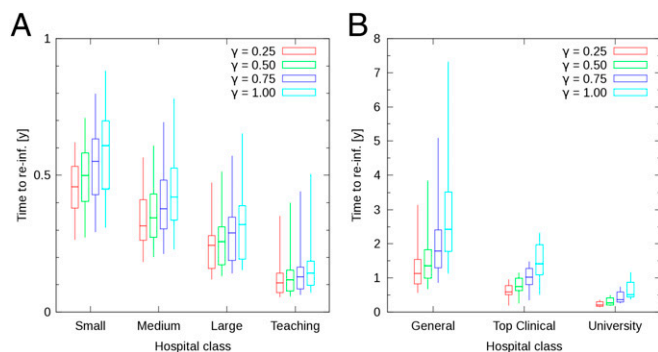 A
Time to re-inf. [y]
1
0.5
0
γ = 0.25
γ = 0.50
γ = 0.75
γ = 1.00
Small Medium Large Teaching
Hospital class
B
Time to re-inf. [y]
8
7
6
5
4
3
2
1
0
γ = 0.25
γ = 0.50
γ = 0.75
γ = 1.00
General Top Clinical University
Hospital class